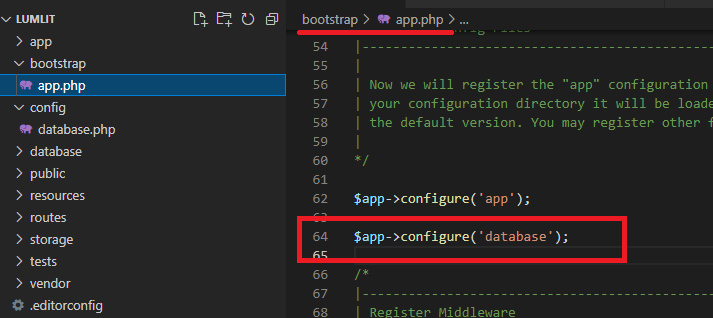 LUMLIT
app
bootstrap
app.php
config
database.php
database
public
resources
routes
storage
tests
vendor
.editorconfig
bootstrap > app.php > ...
54 |--------------------------------------------------
55 |
56 | Now we will register the "app" configuration
57 | your configuration directory it will be loade
58 | the default version. You may register other f
59 |
60 */
61
62 $app->configure('app');
63
64 $app->configure('database');
65
66 /*
67 |--------------------------------------------------
68 | Register Middleware